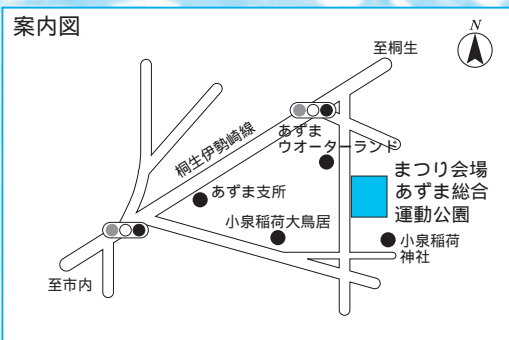 案内図
N
至桐生
桐生伊勢崎線
あずま
ウオーターランド
まつり会場
あずま総合
運動公園
あずま支所
小泉稲荷大鳥居
小泉稲荷
神社
至市内